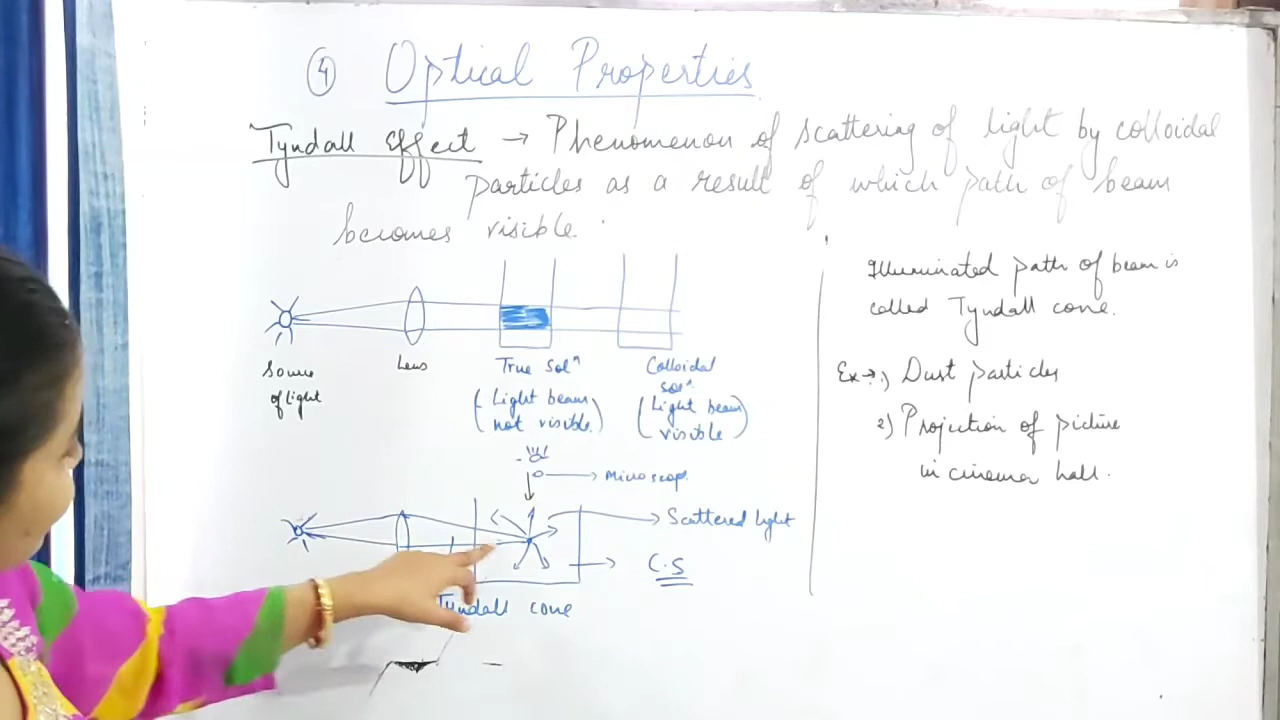 ④ Optical Properties
Tyndall Effect → Phenomenon of scattering of light by colloidal
particles as a result of which path of beam
becomes visible.
Source
of light
Lens
True Solⁿ
(Light beam
not visible.)
Colloidal
solⁿ.
(Light beam
visible)
Microscop.
Scattered light
C.S
Tyndall cone
Illuminated path of beam is
called Tyndall cone.
Ex →.1) Dust particles
2) Projection of picture
in cinema hall.